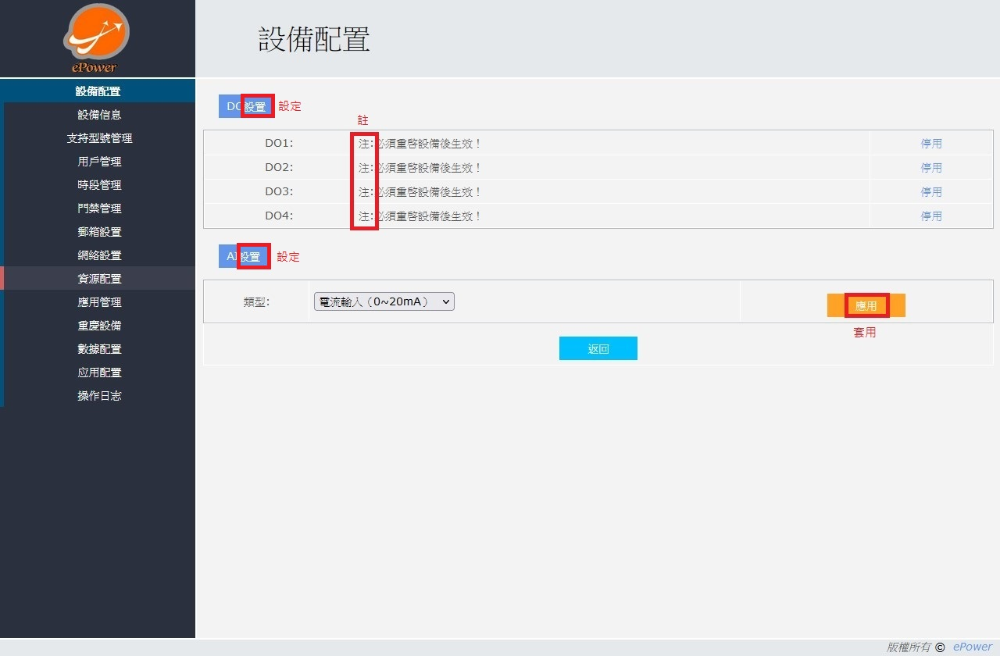 ePower
設備配置
設備配置
設備信息
支持型號管理
用戶管理
時段管理
門禁管理
郵箱設置
網絡設置
資源配置
應用管理
重慶設備
數據配置
应用配置
操作日志
DO設置 設定
註
DO1: 注:必須重啓設備後生效！ 停用
DO2: 注:必須重啓設備後生效！ 停用
DO3: 注:必須重啓設備後生效！ 停用
DO4: 注:必須重啓設備後生效！ 停用
AI設置 設定
類型: 電流輸入（0~20mA） 應用
套用
返回
版權所有 © ePower